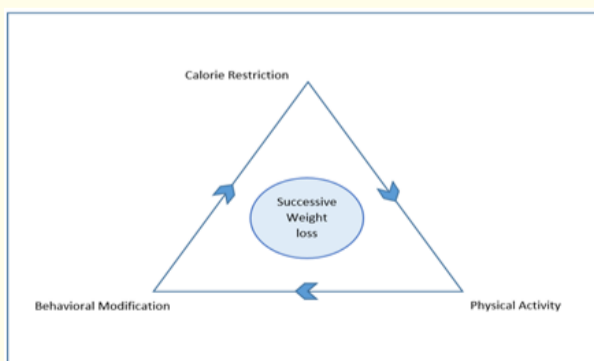 Calorie Restriction
Successive
Weight
loss
Behavioral Modification
Physical Activity